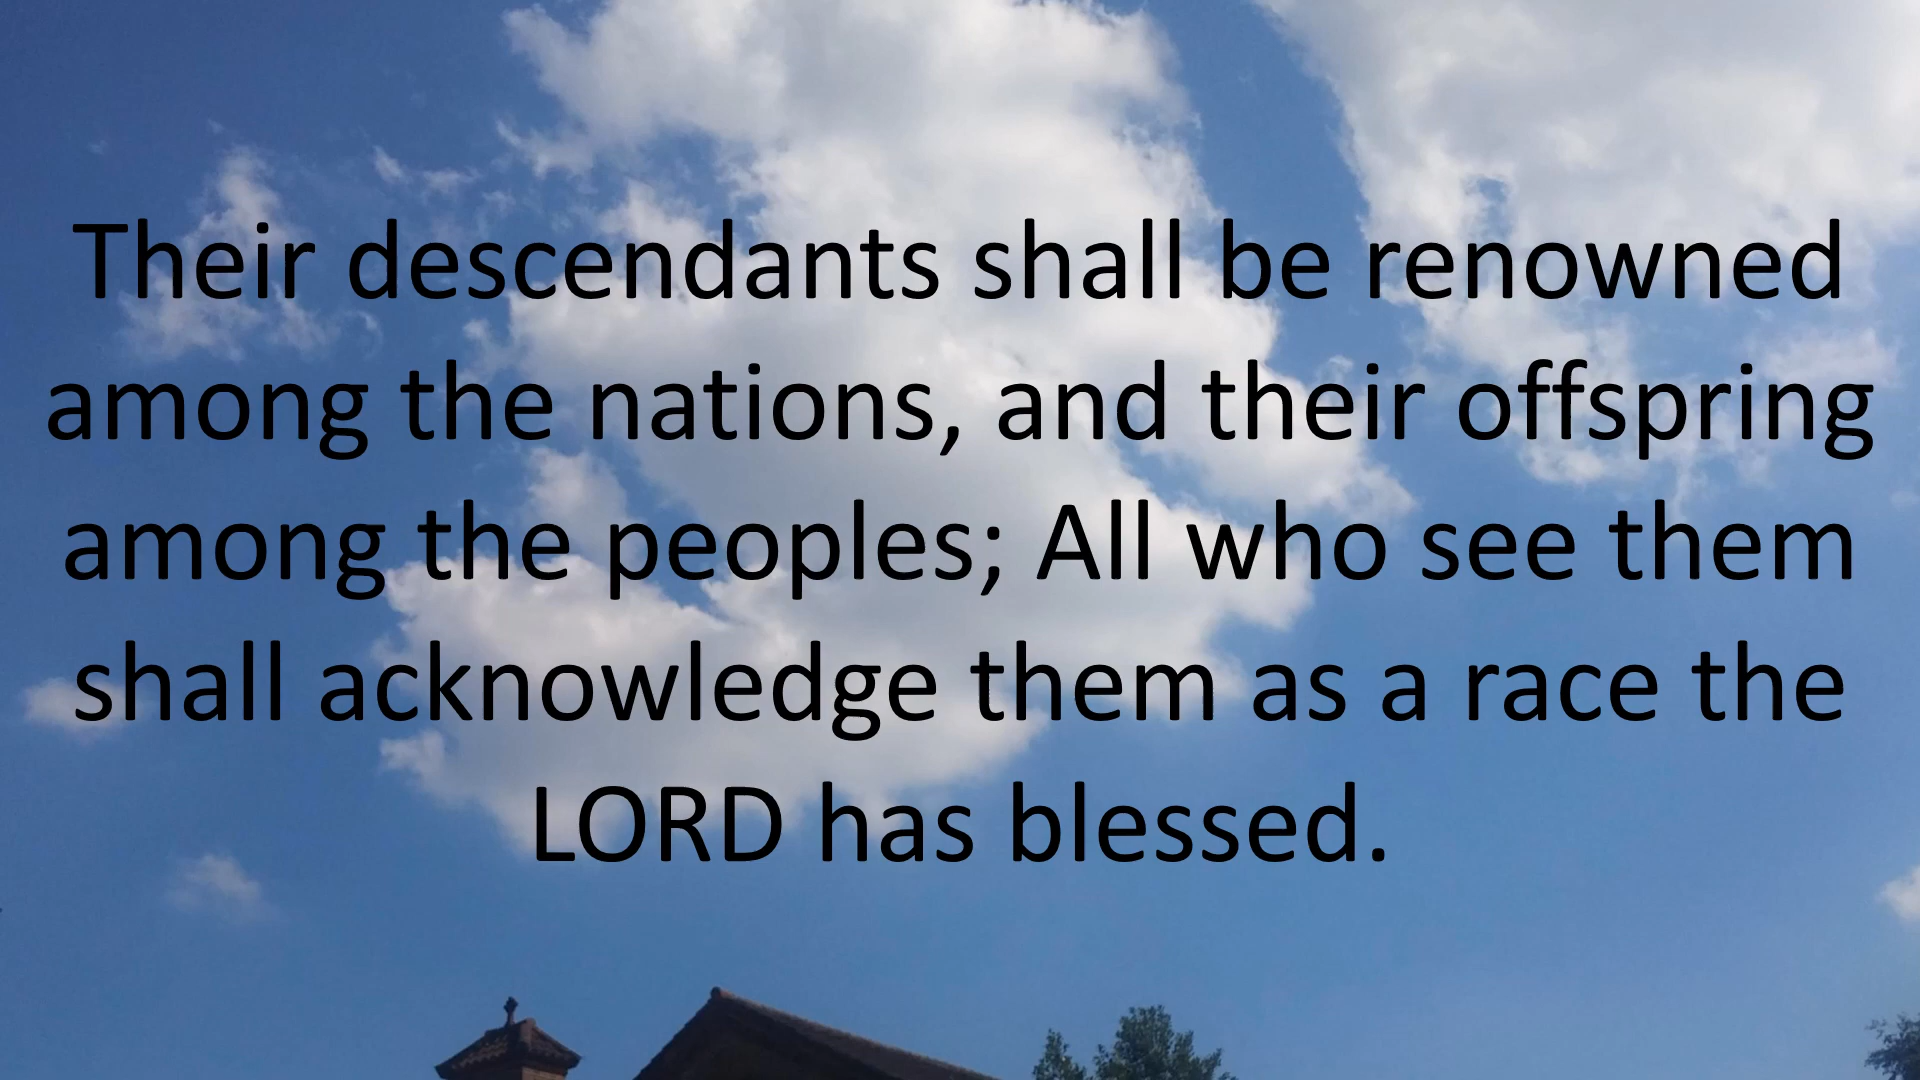 Their descendants shall be renowned
among the nations, and their offspring
among the peoples; All who see them
shall acknowledge them as a race the
LORD has blessed.